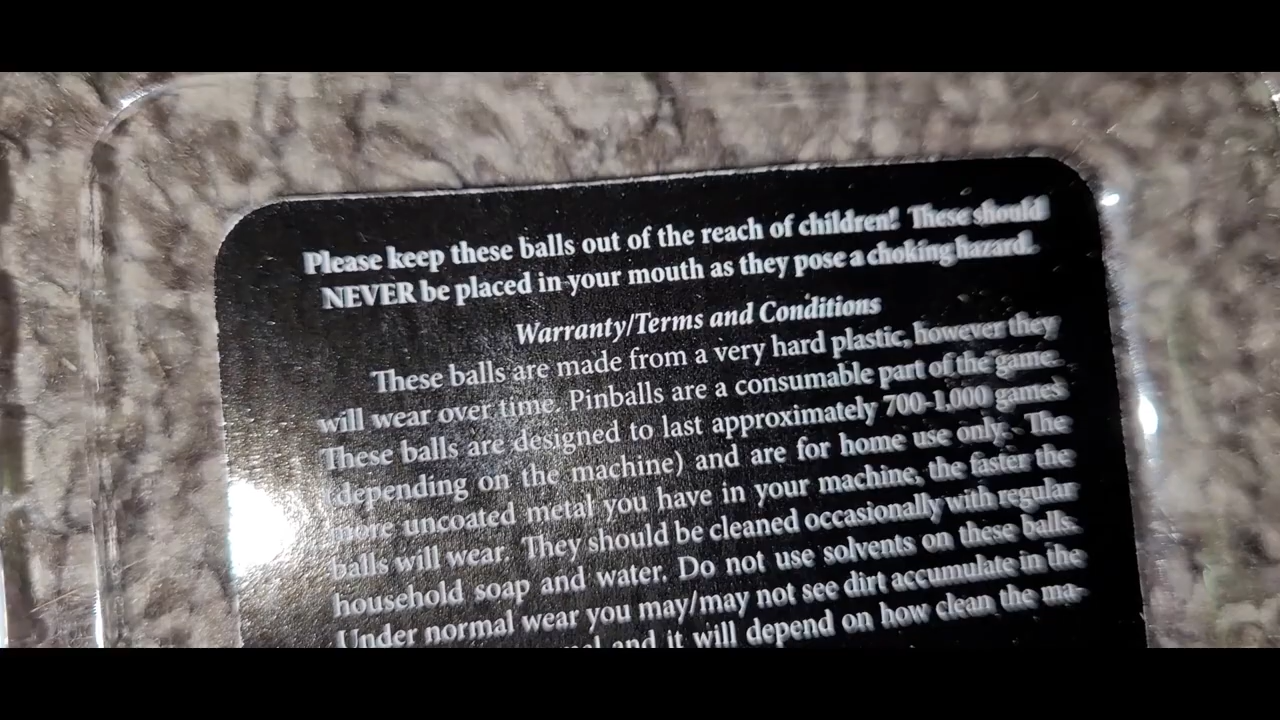 Please keep these balls out of the reach of children! These should
NEVER be placed in your mouth as they pose a choking hazard.
Warranty/Terms and Conditions
These balls are made from a very hard plastic, however they
will wear over time. Pinballs are a consumable part of the game.
These balls are designed to last approximately 700-1,000 games
(depending on the machine) and are for home use only. The
more uncoated metal you have in your machine, the faster the
balls will wear. They should be cleaned occasionally with regular
household soap and water. Do not use solvents on these balls.
Under normal wear you may/may not see dirt accumulate in the
and it will depend on how clean the ma-